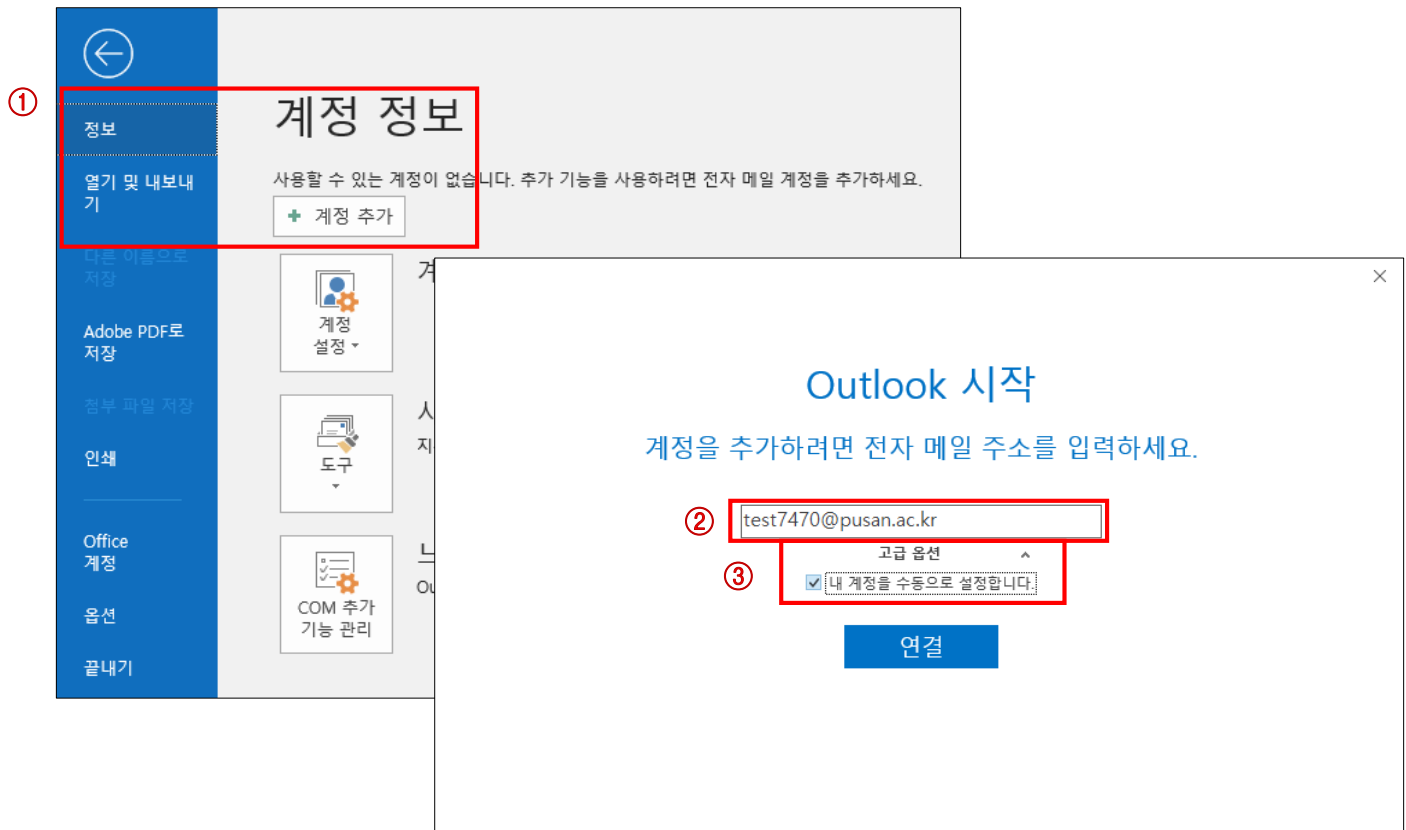 ①
정보
열기 및 내보내
기
다른 이름으로
저장
Adobe PDF로
저장
첨부 파일 저장
인쇄
Office
계정
옵션
끝내기
계정 정보
사용할 수 있는 계정이 없습니다. 추가 기능을 사용하려면 전자 메일 계정을 추가하세요.
+ 계정 추가
계정
설정
도구
지
COM 추가
기능 관리
Ou
Outlook 시작
계정을 추가하려면 전자 메일 주소를 입력하세요.
② test7470@pusan.ac.kr
고급 옵션
③ 내 계정을 수동으로 설정합니다.
연결